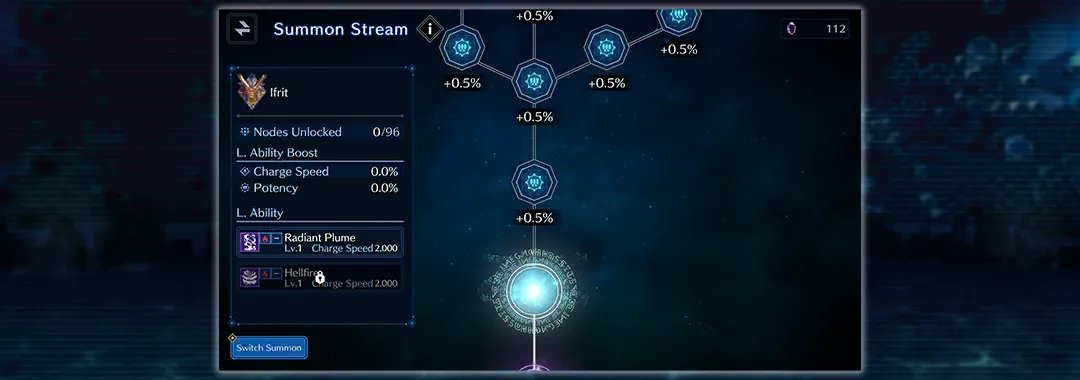 Summon Stream
i
112
Ifrit
Nodes Unlocked 0/96
L. Ability Boost
Charge Speed 0.0%
Potency 0.0%
L. Ability
Radiant Plume
Lv.1 Charge Speed 2,000
Hellfire
Lv.1 Charge Speed 2,000
Switch Summon
+0.5%
+0.5%
+0.5%
+0.5%
+0.5%
+0.5%